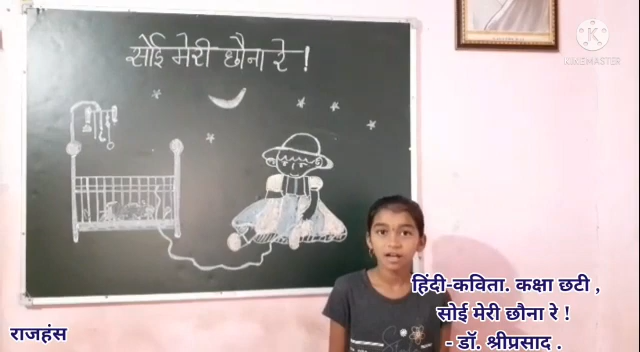 सोई मेरी छौना रे !
KINEMASTER
हिंदी-कविता. कक्षा छटी ,
सोई मेरी छौना रे !
- डॉ. श्रीप्रसाद .
राजहंस